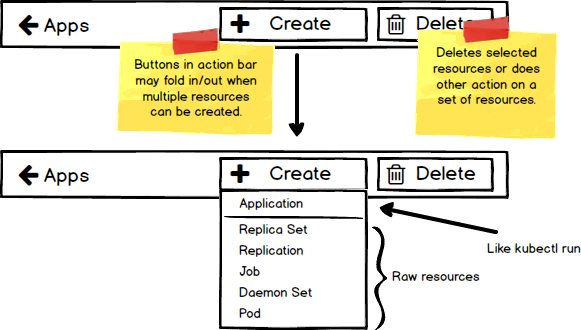 Apps
Create
Delete
Buttons in action bar
may fold in/out when
multiple resources
can be created.
Deletes selected
resources or does
other action on a
set of resources.
Apps
Create
Delete
Application
Replica Set
Replication
Job
Daemon Set
Pod
Like kubectl run
Raw resources